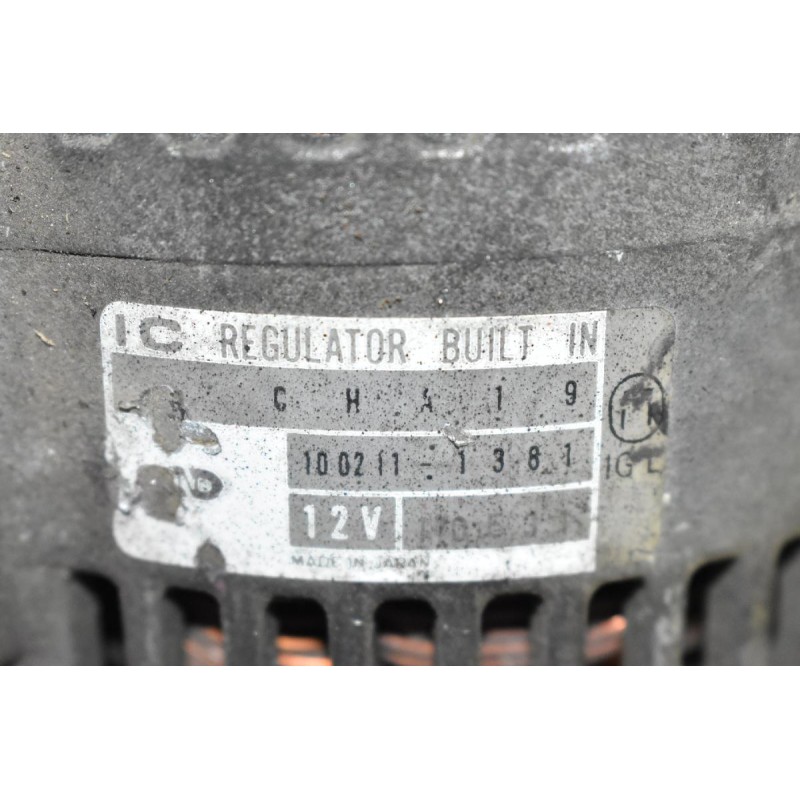 IC REGULATOR BUILT IN
C H A 1 9
100211-1381 IG L
12V
MADE IN JAPAN